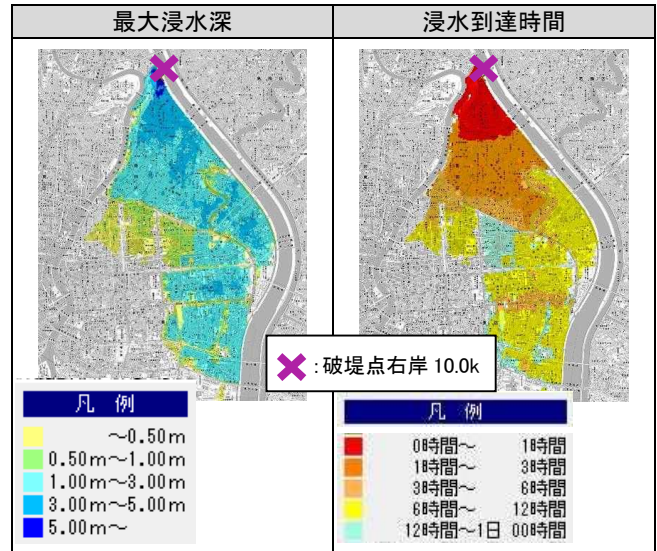 最大浸水深
浸水到達時間
:破堤点右岸 10.0k
凡 例
~0.50m
0.50m~1.00m
1.00m~3.00m
3.00m~5.00m
5.00m~
凡 例
0時間~ 1時間
1時間~ 3時間
3時間~ 6時間
6時間~ 12時間
12時間~1日 00時間